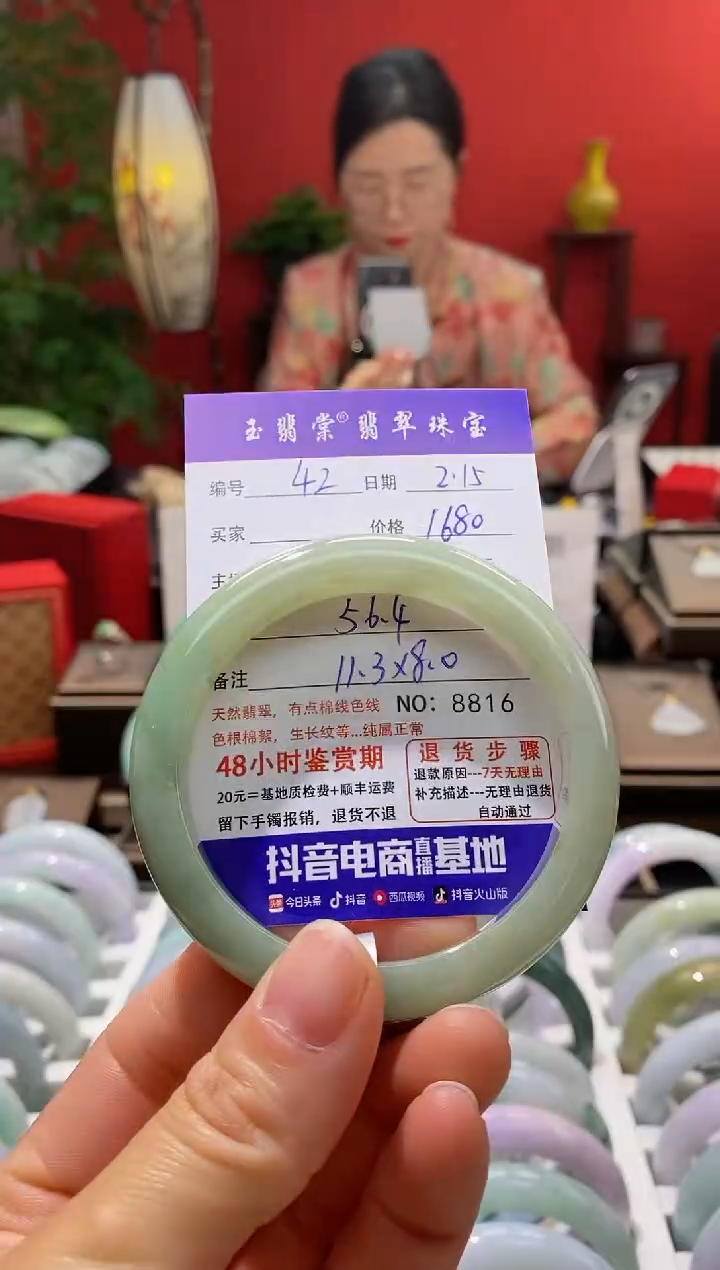 玉翡棠®翡翠珠宝
编号 42 日期 2.15
买家 价格 1680
主
56.4
备注 11.3x8.0
天然翡翠，有点棉线色线 NO: 8816
色根棉絮，生长纹等...纯属正常
48小时鉴赏期
20元=基地质检费+顺丰运费
留下手镯报销，退货不退
退货步骤
退款原因---7天无理由
补充描述---无理由退货
自动通过
抖音电商直播基地
头条 今日头条 抖音 西瓜视频 抖音火山版